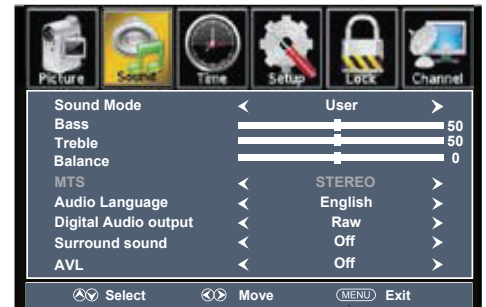 Picture Sound Time Setup Lock Channel
Sound Mode User
Bass 50
Treble 50
Balance 0
MTS STEREO
Audio Language English
Digital Audio output Raw
Surround sound Off
AVL Off
Select Move MENU Exit